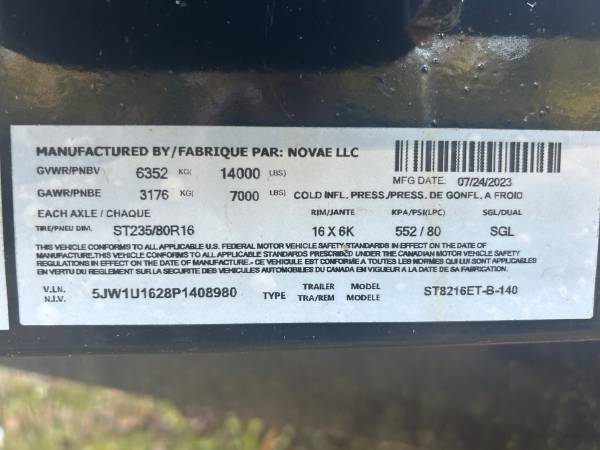 MANUFACTURED BY/FABRIQUE PAR: NOVAE LLC
GVWR/PNBV 6352 KG( 14000 LBS) MFG DATE: 07/24/2023
GAWR/PNBE 3176 KG( 7000 LBS) COLD INFL. PRESS./PRESS. DE GONFL. A FROID
EACH AXLE / CHAQUE RIM/JANTE KPA/PSI(LPC) SGL/DUAL
TIRE/PNEU DIM. ST235/80R16 16 X 6K 552 / 80 SGL
THIS VEHICLE CONFORMS TO ALL APPLICABLE U.S. FEDERAL MOTOR VEHICLE SAFETY STANDARDS IN EFFECT ON THE DATE OF
MANUFACTURE.THIS VEHICLE CONFORMS TO ALL APPLICABLE STANDARDS PRESCRIBED UNDER THE CANADIAN MOTOR VEHICLE SAFETY
REGULATIONS IN EFFECT ON THE DATE OF MANUFACTURE. / CE VEHICULE EST CONFORME A TOUTES LES NORMES QUI LUI SONT APPLICABLES
EN VERTU DU REGLEMENT SUR LA SECURITE DES VEHICULES AUTOMOBILES DU CANADA EN VIGUEUR A LA DATE DE SA FABRICATION.
V.I.N. 5JW1U1628P1408980 TYPE TRAILER MODEL ST8216ET-B-140
N.I.V. TRA/REM MODELE